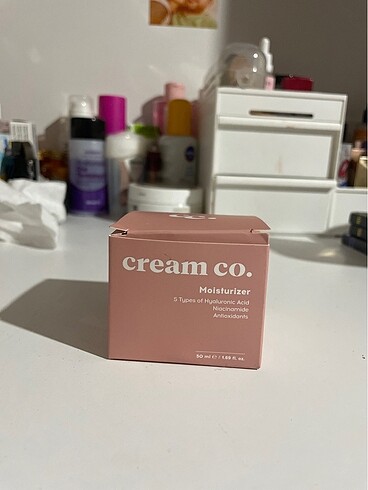 cream co.
Moisturizer
5 Types of Hyaluronic Acid
Niacinamide
Antioxidants
50 ml ℮ / 1.69 fl. oz.